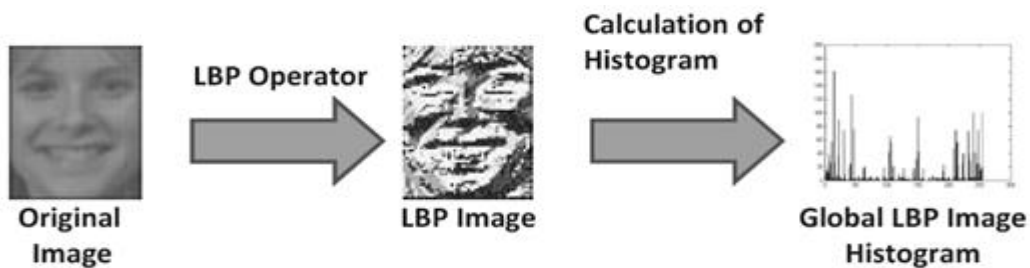 Original
Image
LBP Operator
LBP Image
Calculation of
Histogram
Global LBP Image
Histogram